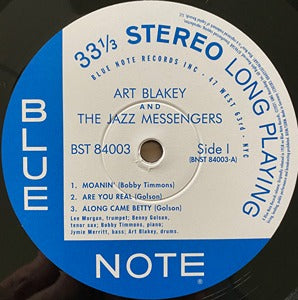 33⅓ STEREO LONG PLAYING
BLUE NOTE RECORDS INC · 47 WEST 63rd · NYC
ART BLAKEY
AND
THE JAZZ MESSENGERS
BST 84003
Side I
(BNST 84003-A)
1. MOANIN' (Bobby Timmons)
2. ARE YOU REAL (Golson)
3. ALONG CAME BETTY (Golson)
Lee Morgan, trumpet; Benny Golson,
tenor sax; Bobby Timmons, piano;
Jymie Merritt, bass; Art Blakey, drums.
BLUE
NOTE
®